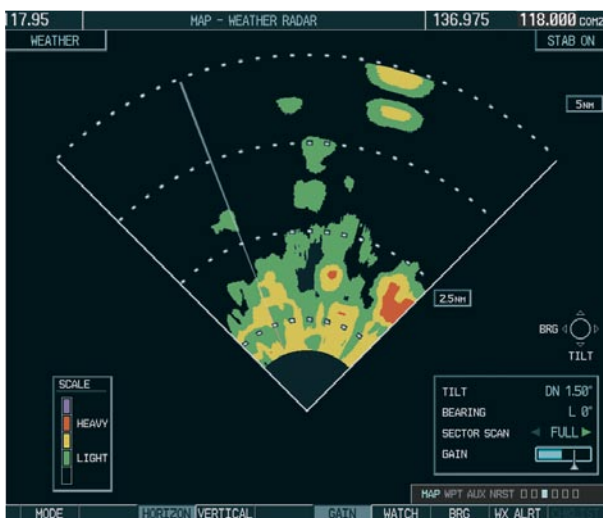 117.95 MAP – WEATHER RADAR 136.975 118.000 COM2
WEATHER STAB ON
5NM
2.5NM
BRG
TILT
SCALE
HEAVY
LIGHT
TILT DN 1.50°
BEARING L 0°
SECTOR SCAN FULL
GAIN
MAP WPT AUX NRST
MODE HORIZON VERTICAL GAIN WATCH BRG WX ALRT